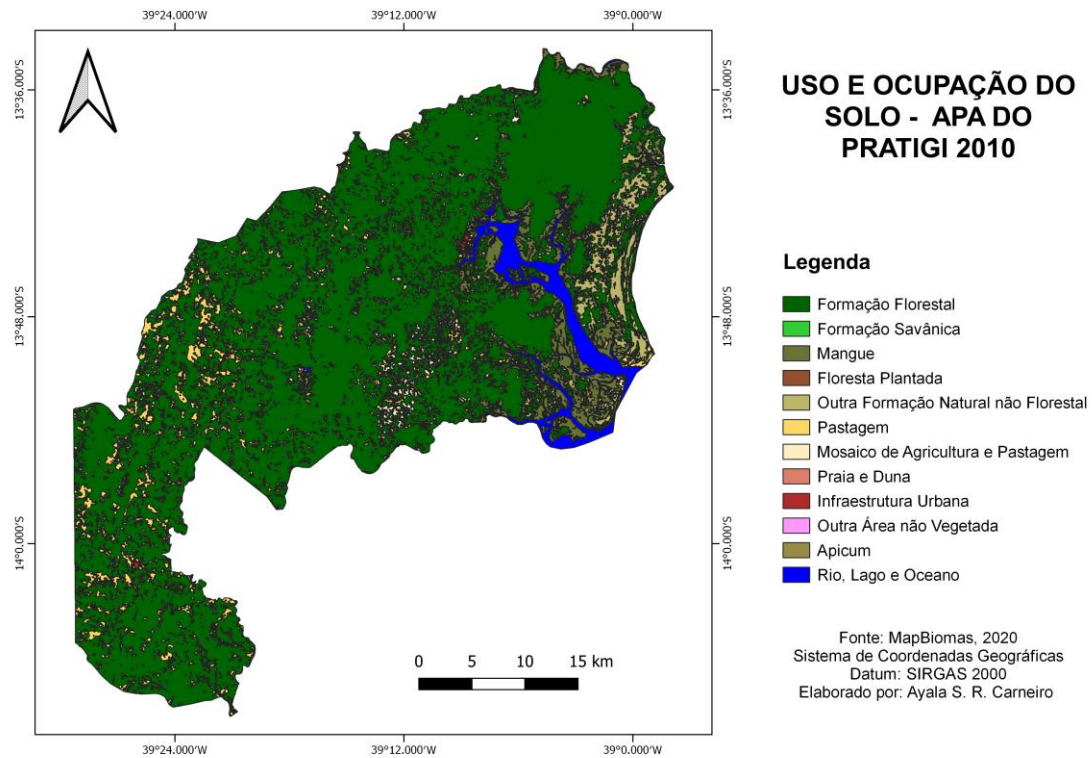 39°24.000'W 39°12.000'W 39°0.000'W
13°36.000'S 13°36.000'S
13°48.000'S 13°48.000'S
14°0.000'S 14°0.000'S
0 5 10 15 km
39°24.000'W 39°12.000'W 39°0.000'W
USO E OCUPAÇÃO DO
SOLO - APA DO
PRATIGI 2010
Legenda
Formação Florestal
Formação Savânica
Mangue
Floresta Plantada
Outra Formação Natural não Florestal
Pastagem
Mosaico de Agricultura e Pastagem
Praia e Duna
Infraestrutura Urbana
Outra Área não Vegetada
Apicum
Rio, Lago e Oceano
Fonte: MapBiomas, 2020
Sistema de Coordenadas Geográficas
Datum: SIRGAS 2000
Elaborado por: Ayala S. R. Carneiro